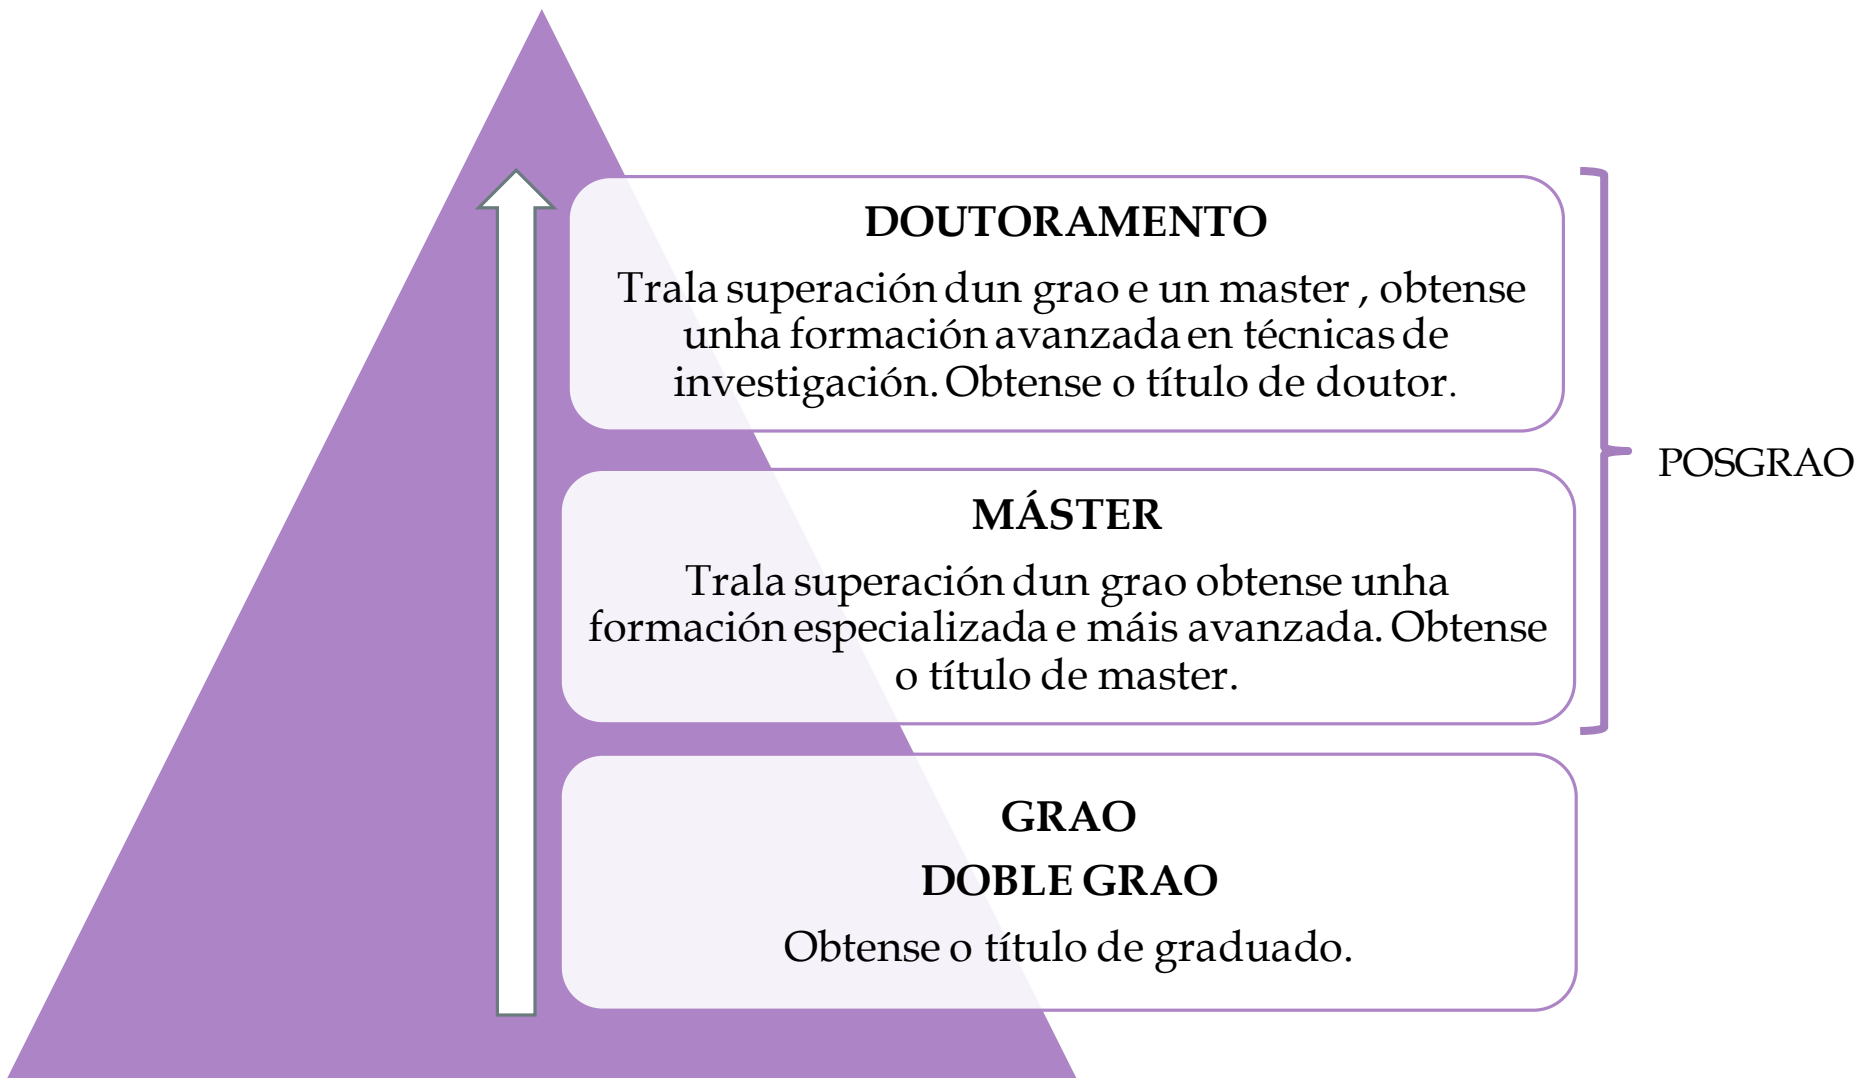 DOUTORAMENTO
Trala superación dun grao e un master , obtense
unha formación avanzada en técnicas de
investigación. Obtense o título de doutor.
POSGRAO
MÁSTER
Trala superación dun grao obtense unha
formación especializada e máis avanzada. Obtense
o título de master.
GRAO
DOBLE GRAO
Obtense o título de graduado.